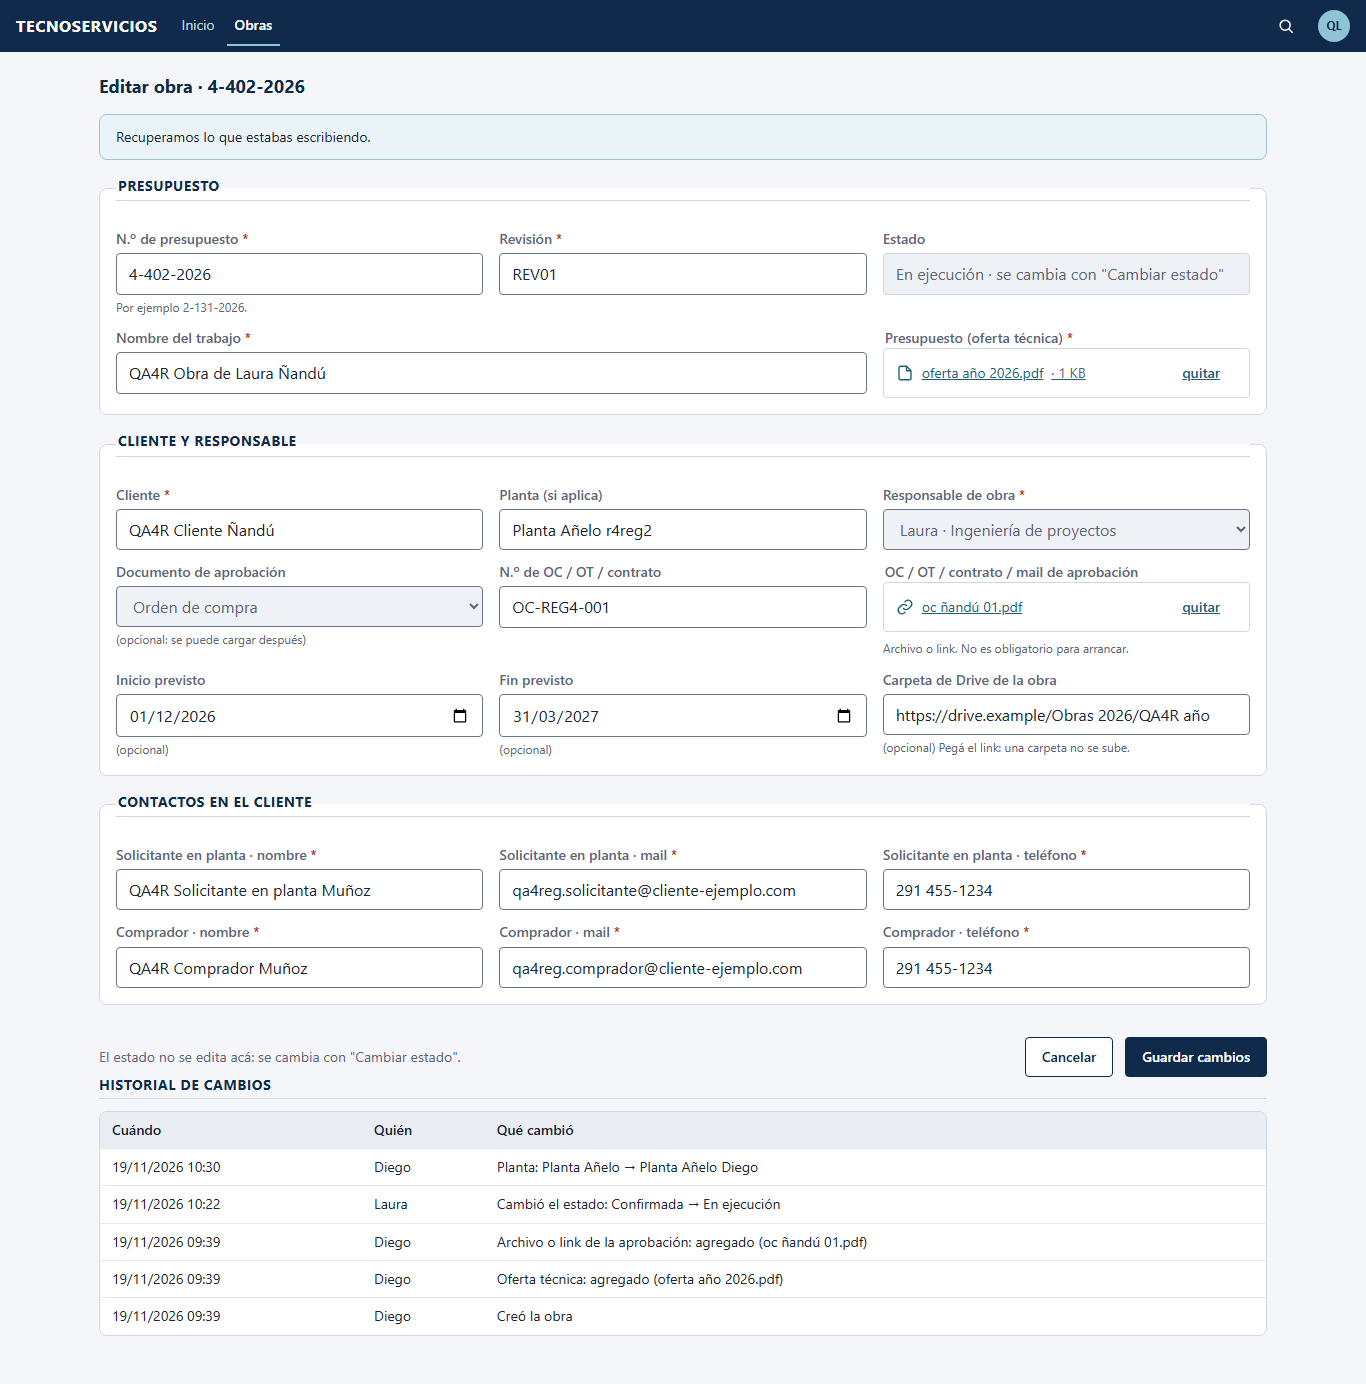 TECNOSERVICIOS Inicio Obras QL
Editar obra · 4-402-2026
Recuperamos lo que estabas escribiendo.
PRESUPUESTO
N.º de presupuesto * Revisión * Estado
4-402-2026 REV01 En ejecución · se cambia con "Cambiar estado"
Por ejemplo 2-131-2026.
Nombre del trabajo * Presupuesto (oferta técnica) *
QA4R Obra de Laura Ñandú oferta año 2026.pdf · 1 KB quitar
CLIENTE Y RESPONSABLE
Cliente * Planta (si aplica) Responsable de obra *
QA4R Cliente Ñandú Planta Añelo r4reg2 Laura · Ingeniería de proyectos
Documento de aprobación N.º de OC / OT / contrato OC / OT / contrato / mail de aprobación
Orden de compra OC-REG4-001 oc ñandú 01.pdf quitar
(opcional: se puede cargar después) Archivo o link. No es obligatorio para arrancar.
Inicio previsto Fin previsto Carpeta de Drive de la obra
01/12/2026 31/03/2027 https://drive.example/Obras 2026/QA4R año
(opcional) (opcional) (opcional) Pegá el link: una carpeta no se sube.
CONTACTOS EN EL CLIENTE
Solicitante en planta · nombre * Solicitante en planta · mail * Solicitante en planta · teléfono *
QA4R Solicitante en planta Muñoz qa4reg.solicitante@cliente-ejemplo.com 291 455-1234
Comprador · nombre * Comprador · mail * Comprador · teléfono *
QA4R Comprador Muñoz qa4reg.comprador@cliente-ejemplo.com 291 455-1234
El estado no se edita acá: se cambia con "Cambiar estado". Cancelar Guardar cambios
HISTORIAL DE CAMBIOS
Cuándo Quién Qué cambió
19/11/2026 10:30 Diego Planta: Planta Añelo → Planta Añelo Diego
19/11/2026 10:22 Laura Cambió el estado: Confirmada → En ejecución
19/11/2026 09:39 Diego Archivo o link de la aprobación: agregado (oc ñandú 01.pdf)
19/11/2026 09:39 Diego Oferta técnica: agregado (oferta año 2026.pdf)
19/11/2026 09:39 Diego Creó la obra